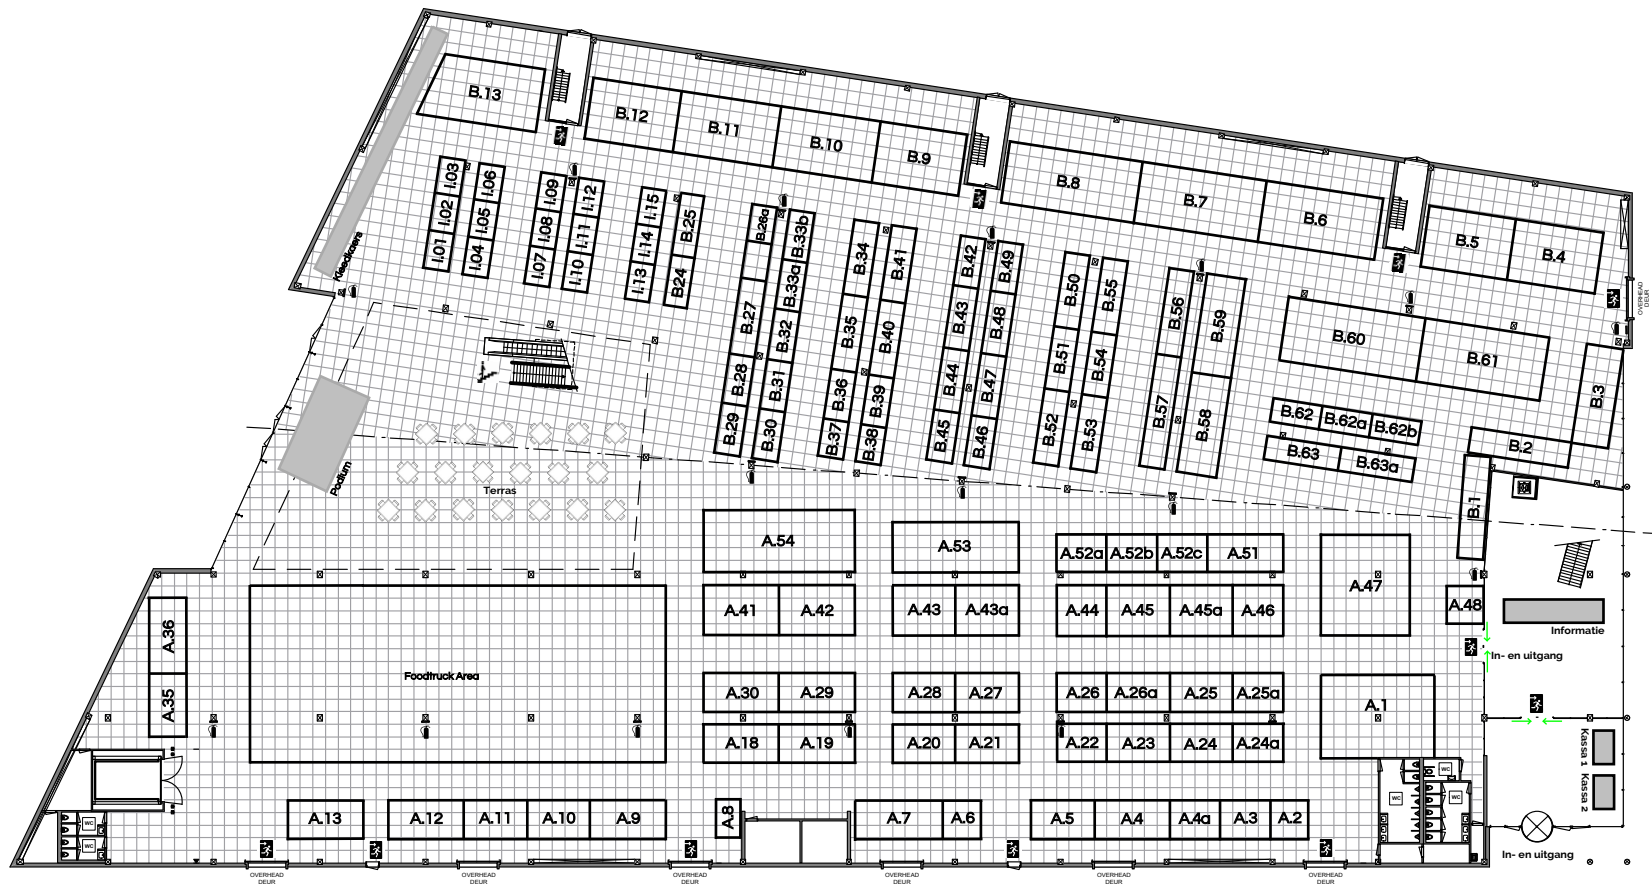 B.13
B.12
B.11
B.10
B.9
B.8
B.7
B.6
B.5
B.4
OVERHEAD
DEUR
Kleedkaers
I.01
I.02
I.03
I.04
I.05
I.06
I.07
I.08
I.09
I.10
I.11
I.12
I.13
I.14
I.15
B24
B.25
B.26a
B.27
B.28
B.29
B.33b
B.33a
B.32
B.31
B.30
B.34
B.35
B.36
B.37
B.41
B.40
B.39
B.38
B.42
B.43
B.44
B.45
B.49
B.48
B.47
B.46
B.50
B.51
B.52
B.55
B.54
B.53
B.56
B.57
B.59
B.58
B.60
B.61
B.62
B.62a
B.62b
B.63
B.63a
B.3
B.2
B.1
Podium
Terras
A.54
A.53
A.52a
A.52b
A.52c
A.51
A.47
A.41
A.42
A.43
A.43a
A.44
A.45
A.45a
A.46
A.48
Informatie
In- en uitgang
A.36
A.35
Foodtruck Area
A.30
A.29
A.28
A.27
A.26
A.26a
A.25
A.25a
A.1
A.18
A.19
A.20
A.21
A.22
A.23
A.24
A.24a
Kassa 1
Kassa 2
WC
WC
WC
WC
WC
A.13
A.12
A.11
A.10
A.9
A.8
A.7
A.6
A.5
A.4
A.4a
A.3
A.2
In- en uitgang
OVERHEAD
DEUR
OVERHEAD
DEUR
OVERHEAD
DEUR
OVERHEAD
DEUR
OVERHEAD
DEUR
OVERHEAD
DEUR